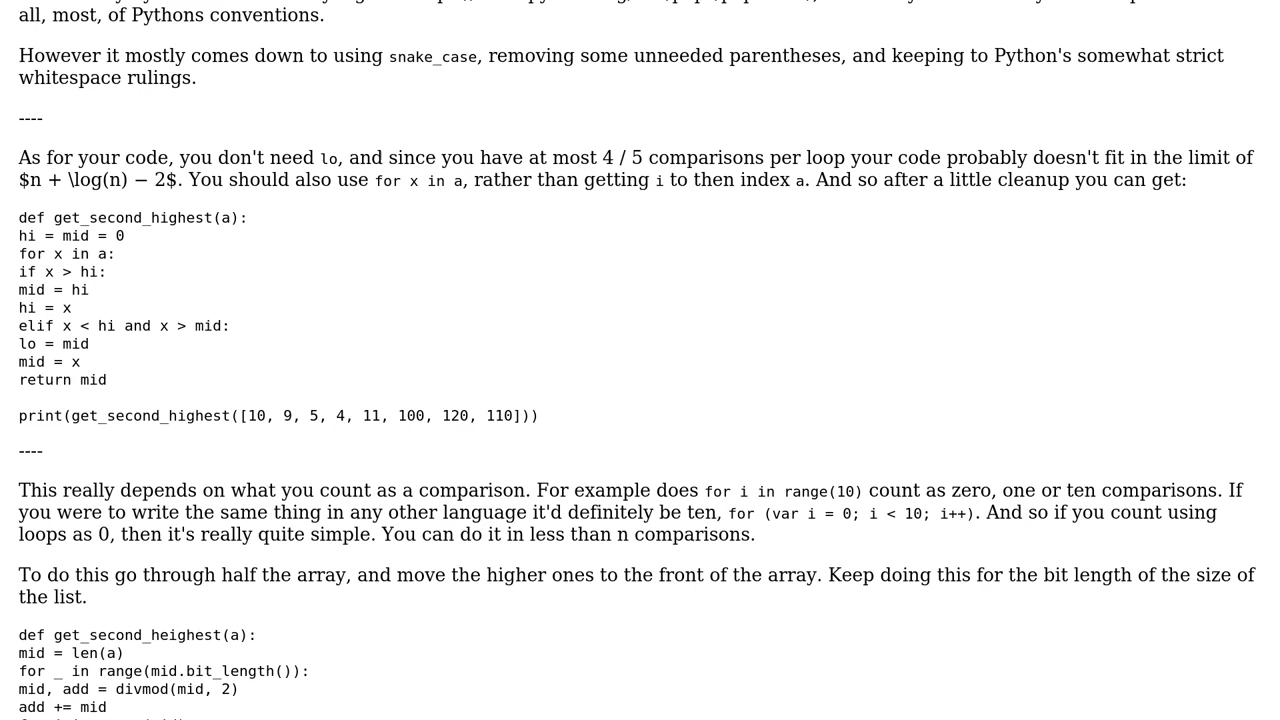 all, most, of Pythons conventions.
However it mostly comes down to using snake_case, removing some unneeded parentheses, and keeping to Python's somewhat strict
whitespace rulings.
----
As for your code, you don't need lo, and since you have at most 4 / 5 comparisons per loop your code probably doesn't fit in the limit of
$n + \log(n) − 2$. You should also use for x in a, rather than getting i to then index a. And so after a little cleanup you can get:
def get_second_highest(a):
hi = mid = 0
for x in a:
if x > hi:
mid = hi
hi = x
elif x < hi and x > mid:
lo = mid
mid = x
return mid
print(get_second_highest([10, 9, 5, 4, 11, 100, 120, 110]))
----
This really depends on what you count as a comparison. For example does for i in range(10) count as zero, one or ten comparisons. If
you were to write the same thing in any other language it'd definitely be ten, for (var i = 0; i < 10; i++). And so if you count using
loops as 0, then it's really quite simple. You can do it in less than n comparisons.
To do this go through half the array, and move the higher ones to the front of the array. Keep doing this for the bit length of the size of
the list.
def get_second_heighest(a):
mid = len(a)
for _ in range(mid.bit_length()):
mid, add = divmod(mid, 2)
add += mid